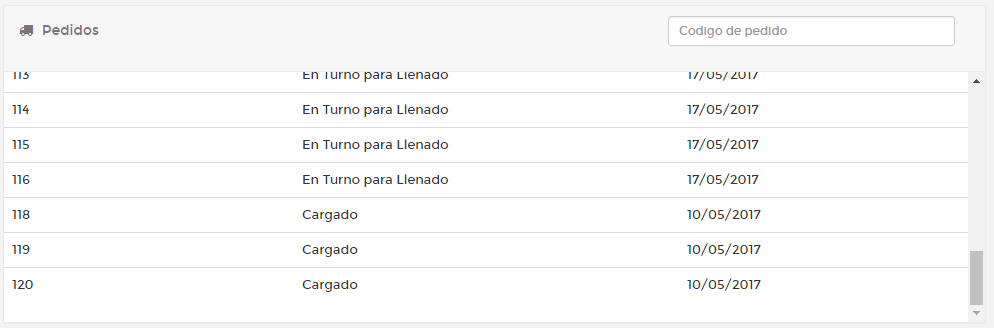 Pedidos Codigo de pedido
113 En Turno para Llenado 17/05/2017
114 En Turno para Llenado 17/05/2017
115 En Turno para Llenado 17/05/2017
116 En Turno para Llenado 17/05/2017
118 Cargado 10/05/2017
119 Cargado 10/05/2017
120 Cargado 10/05/2017